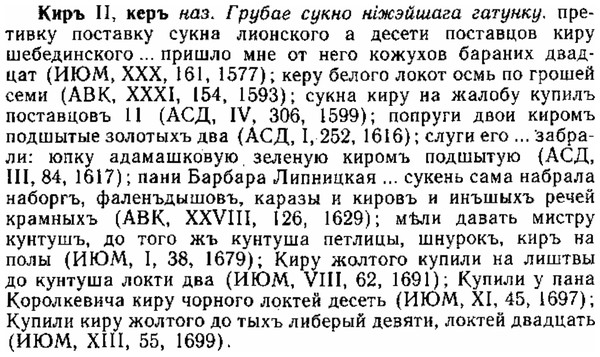 Киръ II, керъ наз. Грубае сукно ніжэйшага гатунку. пре-
тивку поставку сукна лионского а десети поставцов киру
шебединского ... пришло мне от него кожухов бараних двад-
цат (ИЮМ, XXX, 161, 1577); керу белого локот осмь по грошей
семи (АВК, XXXI, 154, 1593); сукна киру на жалобу купилъ
поставцовъ 11 (АСД, IV, 306, 1599); попруги двои киром
подшытые золотыхъ два (АСД, I, 252, 1616); слуги его ... забра-
ли: юпку адамашковую зеленую киромъ подшытую (АСД,
III, 84, 1617); пани Барбара Липницкая ... сукень сама набрала
наборгъ, фаленъдышовъ, каразы и кировъ и инъшыхъ речей
крамныхъ (АВК, XXVIII, 126, 1629); мѣли давать мистру
кунтушъ, до того жъ кунтуша петлицы, шнурокъ, киръ на
полы (ИЮМ, I, 38, 1679); Киру жолтого купили на лиштвы
до кунтуша локти два (ИЮМ, VIII, 62, 1691); Купили у пана
Королкевича киру чорного локтей десеть (ИЮМ, XI, 45, 1697);
Купили киру жолтого до тыхъ либерый девяти, локтей двадцать
(ИЮМ, XIII, 55, 1699).